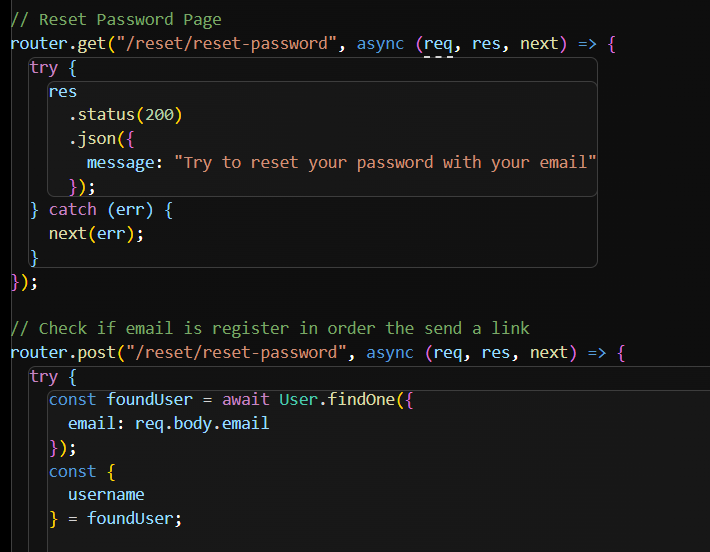 // Reset Password Page
router.get("/reset/reset-password", async (req, res, next) => {
  try {
    res
      .status(200)
      .json({
        message: "Try to reset your password with your email"
      });
  } catch (err) {
    next(err);
  }
});

// Check if email is register in order the send a link
router.post("/reset/reset-password", async (req, res, next) => {
  try {
    const foundUser = await User.findOne({
      email: req.body.email
    });
    const {
      username
    } = foundUser;